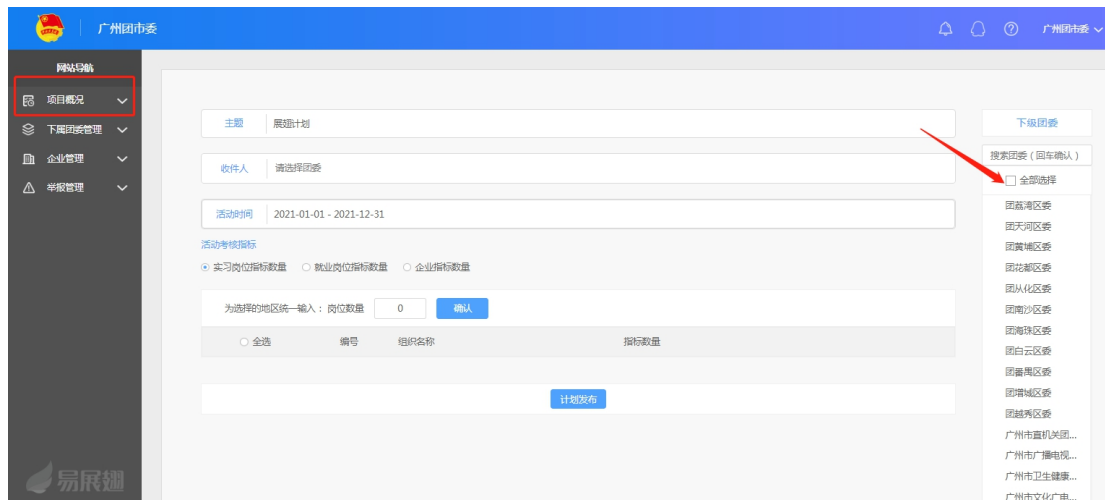 广州团市委
广州团市委
网站导航
项目概况
下属团委管理
企业管理
举报管理
主题 展翅计划
收件人 请选择团委
活动时间 2021-01-01 - 2021-12-31
活动考核指标
实习岗位指标数量 就业岗位指标数量 企业指标数量
为选择的地区统一输入：岗位数量 0 确认
全选 编号 组织名称 指标数量
计划发布
下级团委
搜索团委（回车确认）
全部选择
团荔湾区委
团天河区委
团黄埔区委
团花都区委
团从化区委
团南沙区委
团海珠区委
团白云区委
团番禺区委
团增城区委
团越秀区委
广州市直机关团...
广州市广播电视...
广州市卫生健康...
广州市文化广电...
易展翅